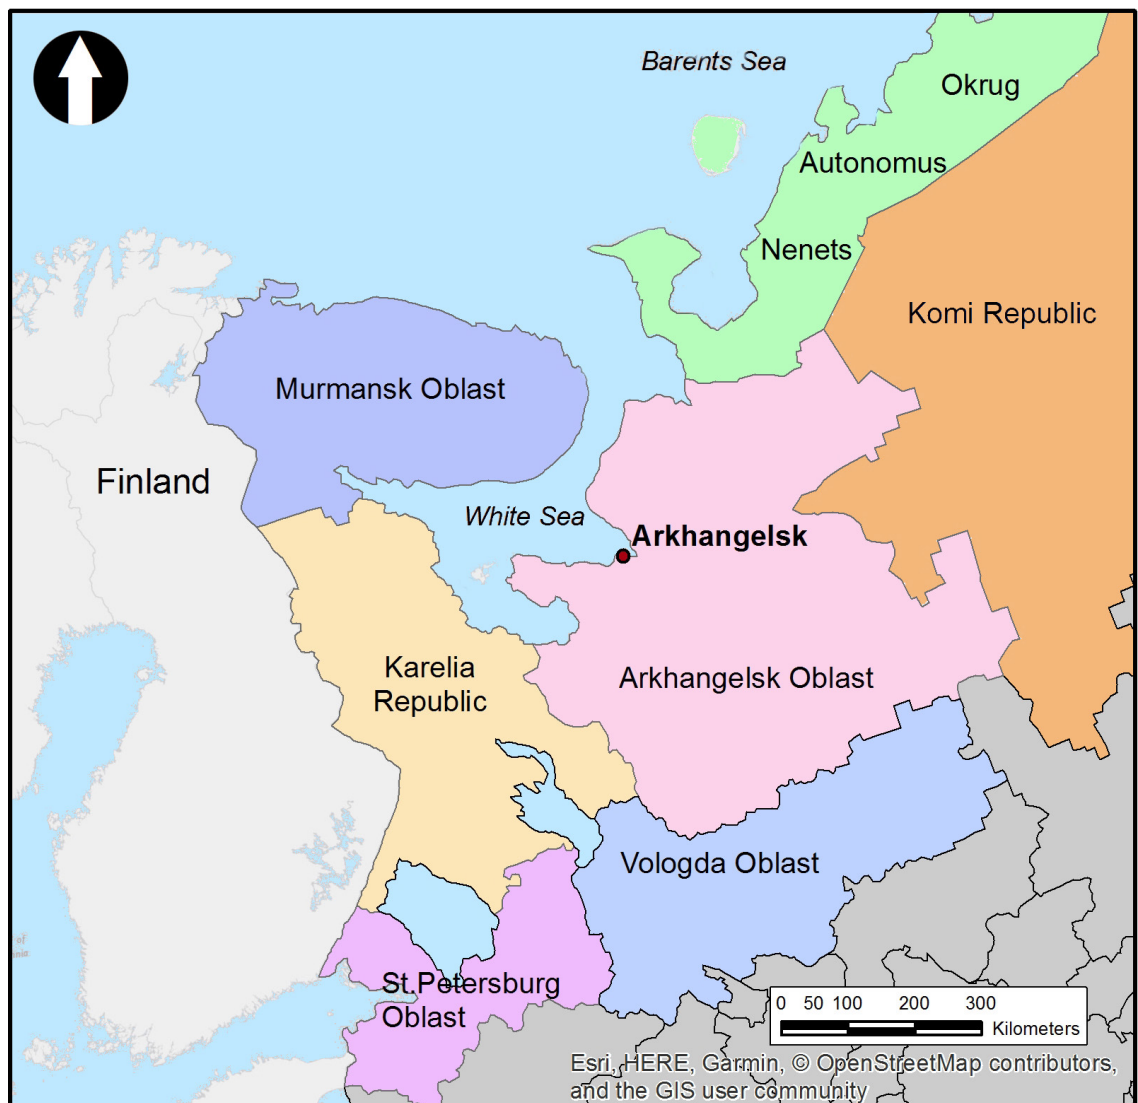 Barents Sea
Okrug
Autonomus
Nenets
Komi Republic
Murmansk Oblast
Finland
White Sea
Arkhangelsk
Karelia
Republic
Arkhangelsk Oblast
Vologda Oblast
St.Petersburg
Oblast
0 50 100 200 300
Kilometers
Esri, HERE, Garmin, © OpenStreetMap contributors,
and the GIS user community